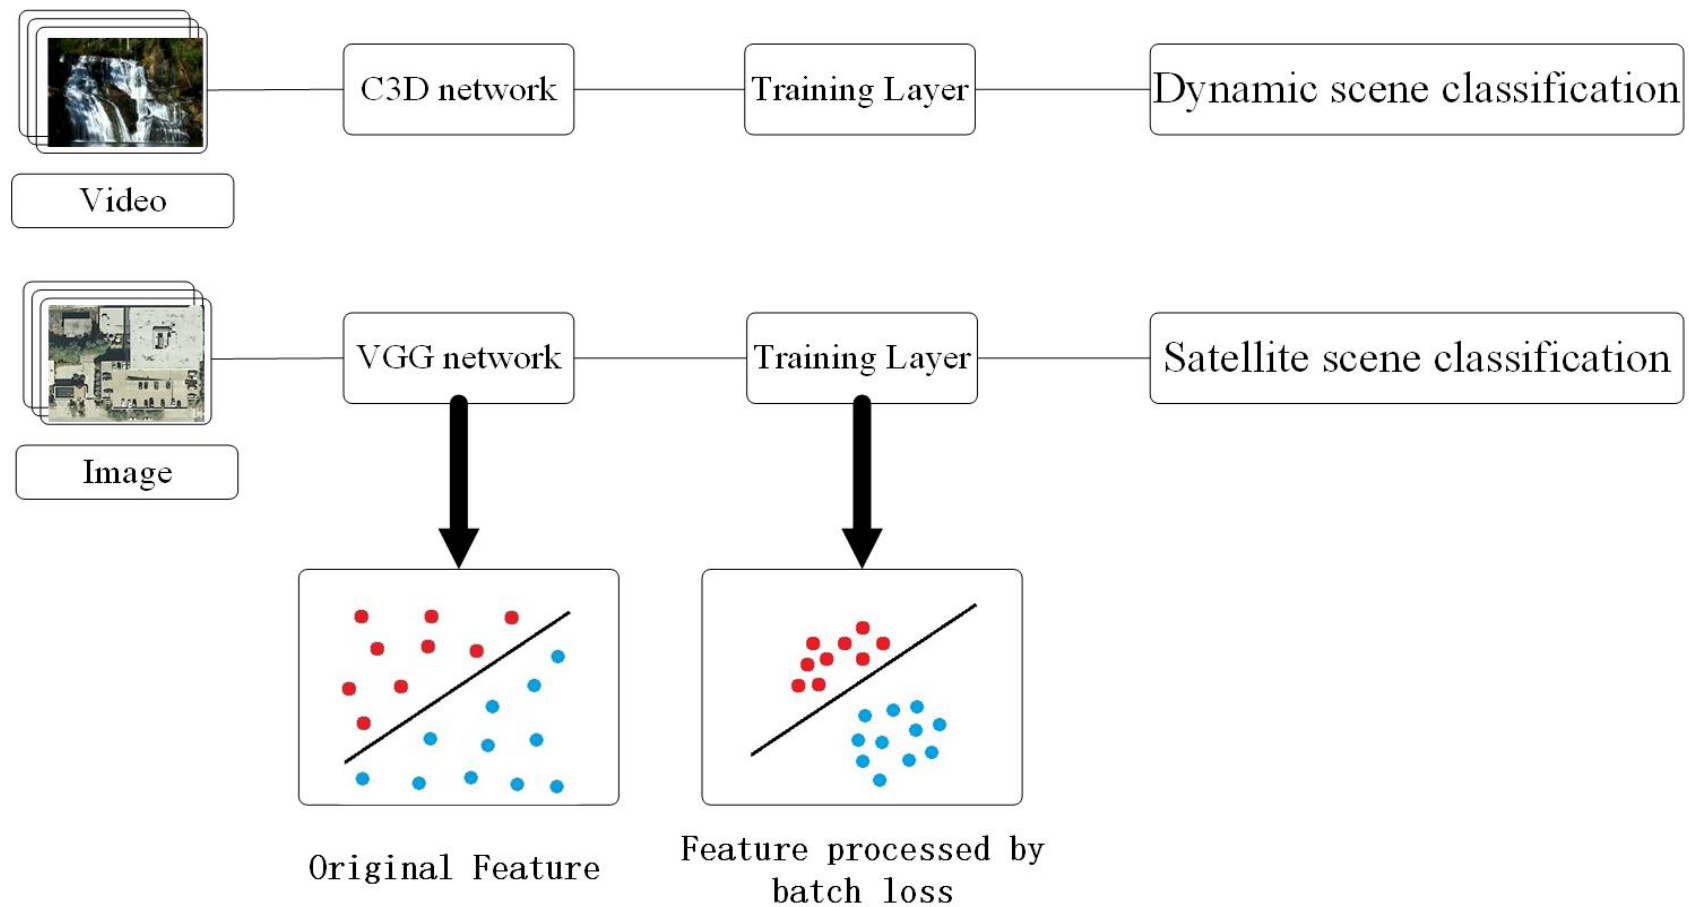 C3D network
Training Layer
Dynamic scene classification
Video
VGG network
Training Layer
Satellite scene classification
Image
Original Feature
Feature processed by
batch loss